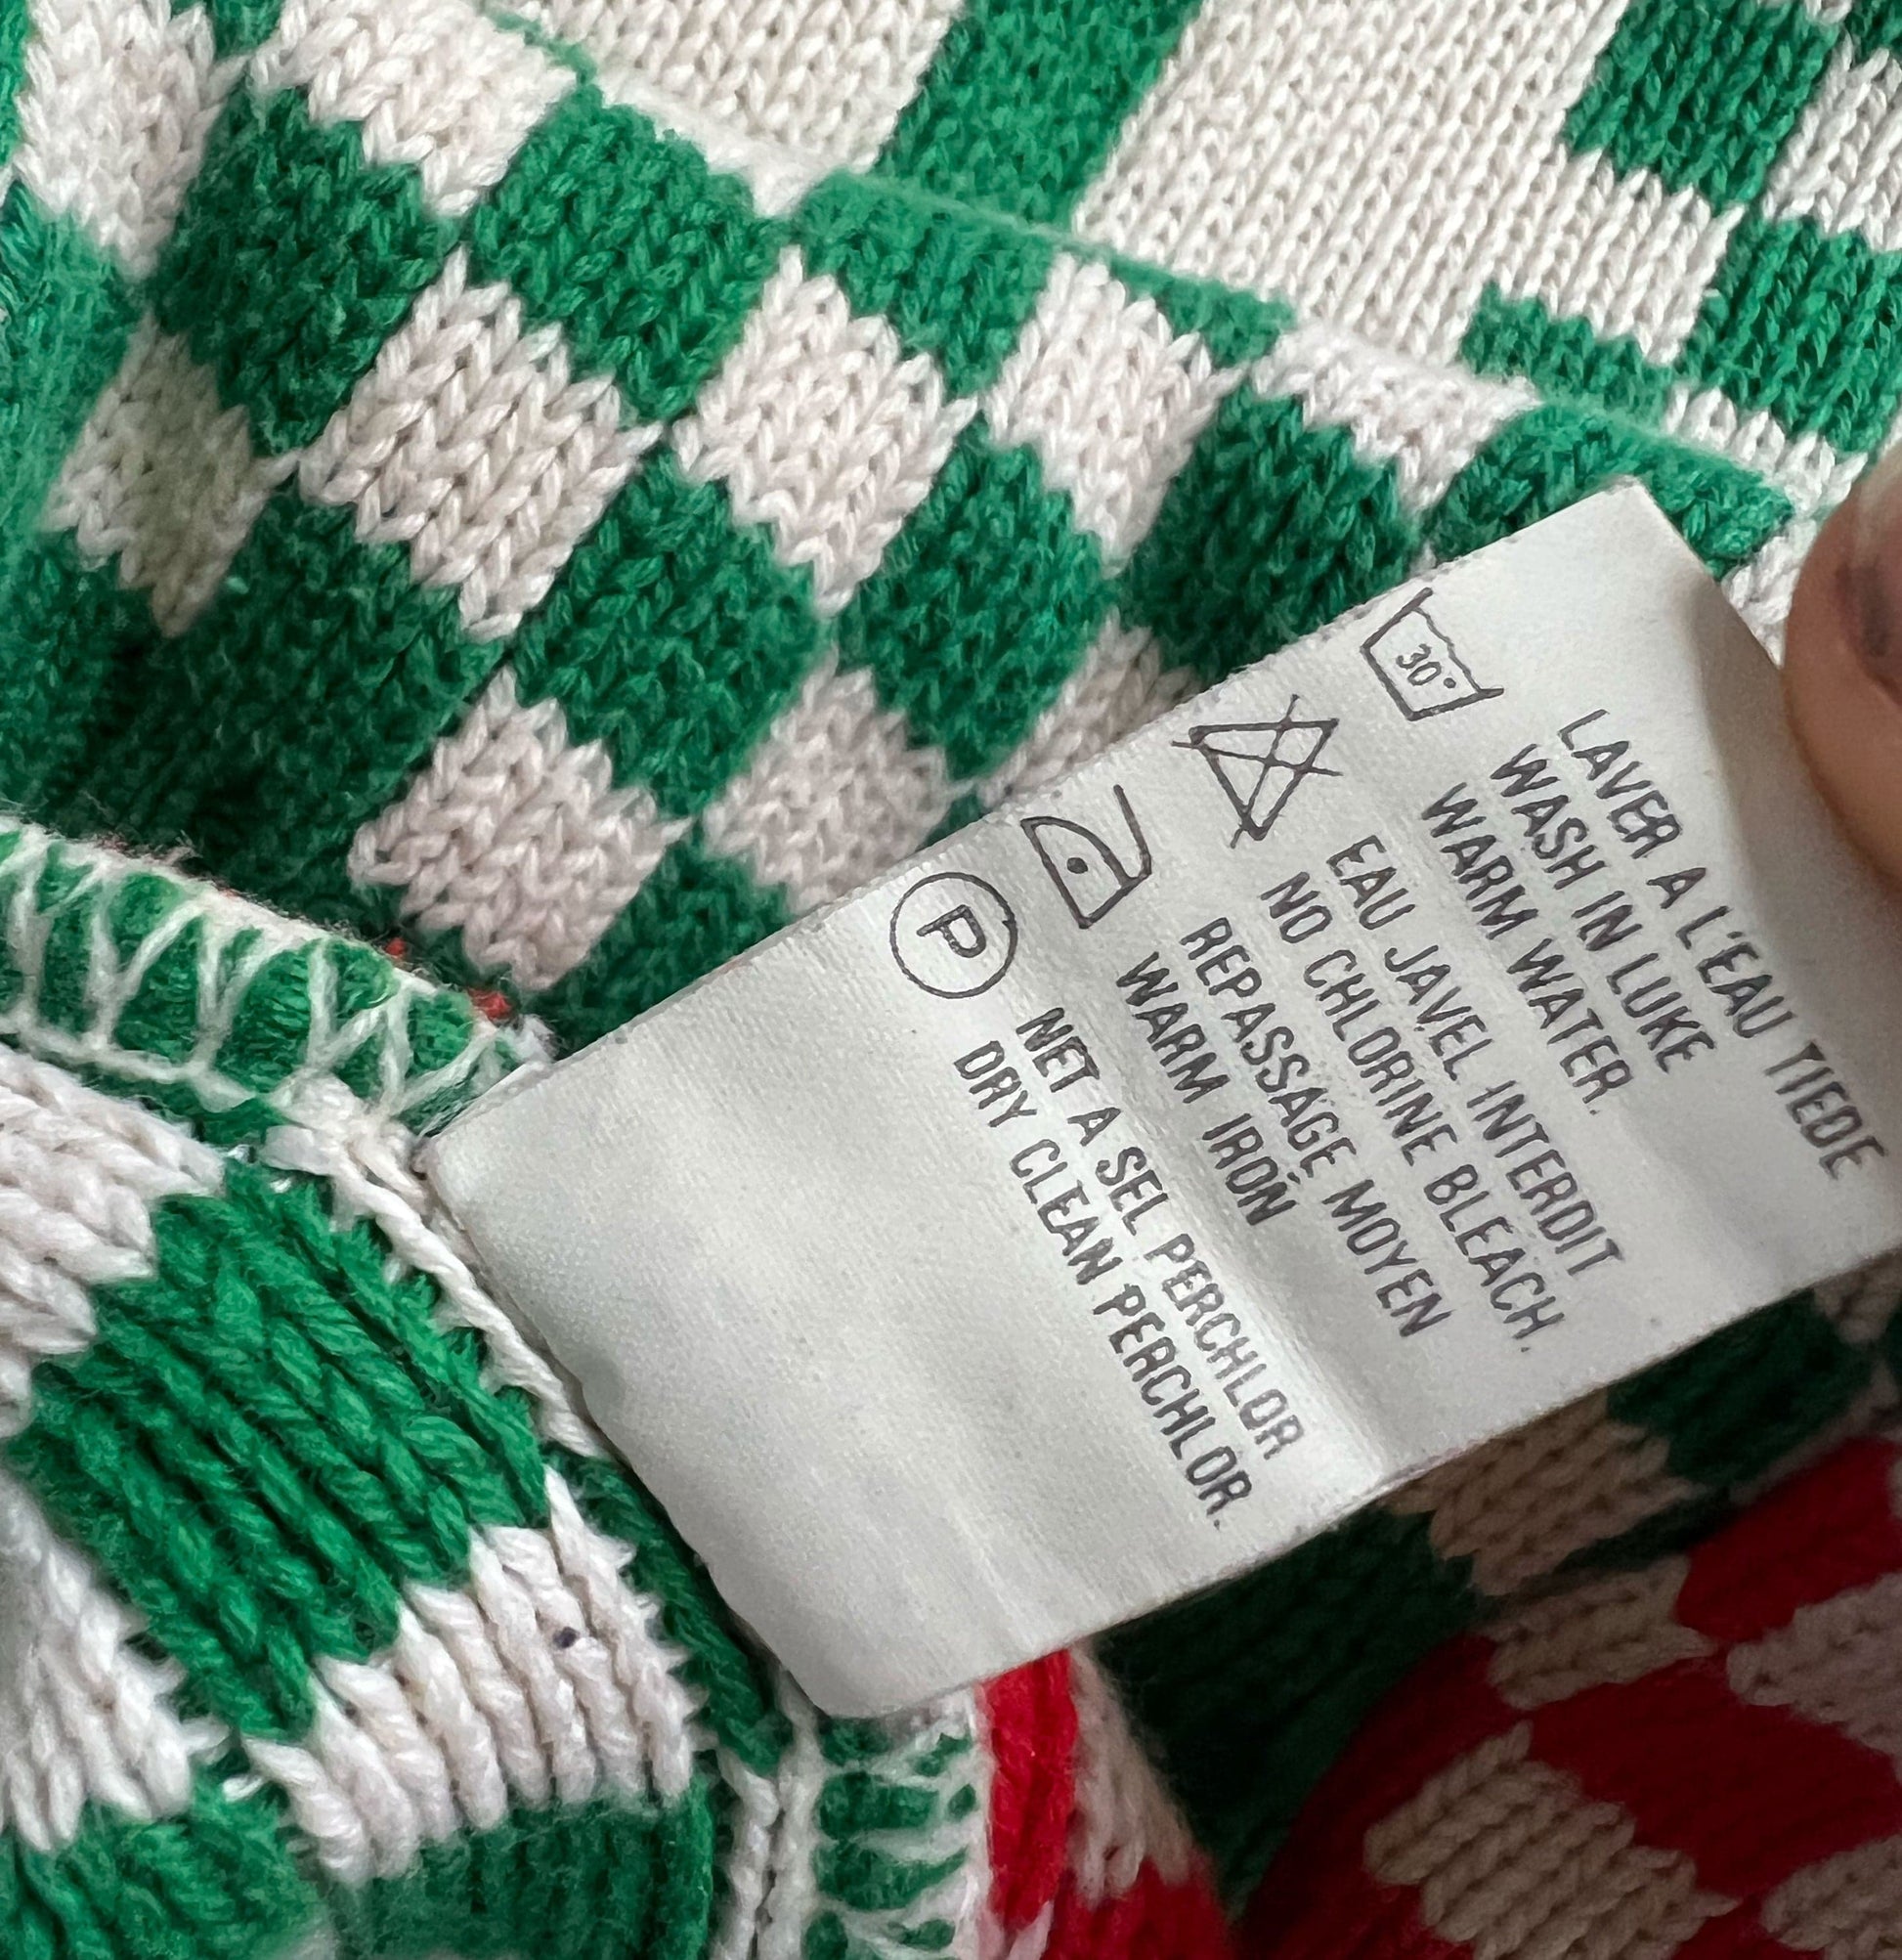 30°
LAVER A L'EAU TIEDE
WASH IN LUKE
WARM WATER.
EAU JAVEL INTERDIT
NO CHLORINE BLEACH.
REPASSAGE MOYEN
WARM IRON
P
NET A SEL PERCHLOR
DRY CLEAN PERCHLOR.